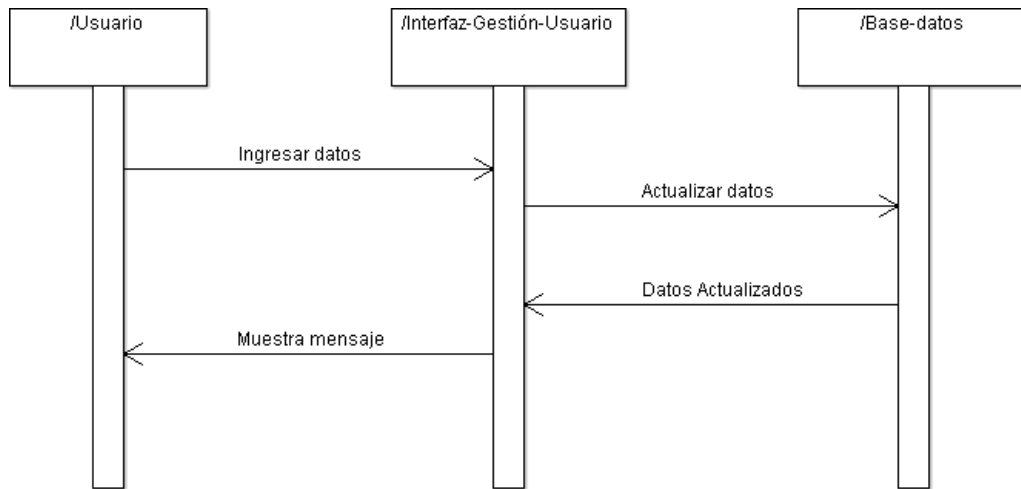 /Usuario
/Interfaz-Gestión-Usuario
/Base-datos
Ingresar datos
Actualizar datos
Datos Actualizados
Muestra mensaje